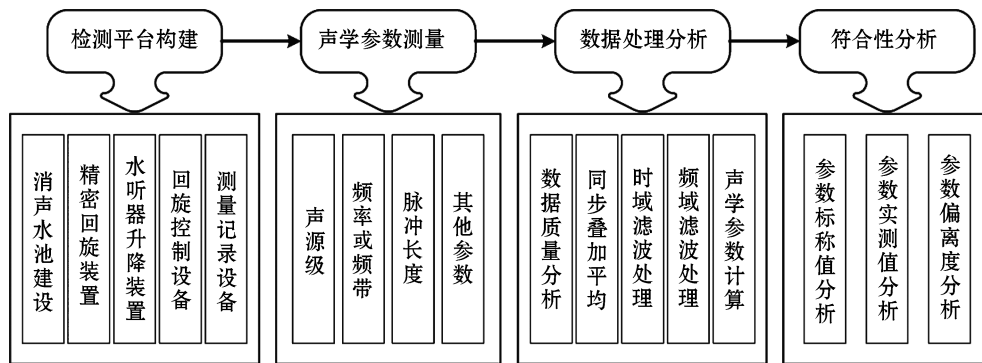 检测平台构建
声学参数测量
数据处理分析
符合性分析
消声水池建设
精密回旋装置
水听器升降装置
回旋控制设备
测量记录设备
声源级
频率或频带
脉冲长度
其他参数
数据质量分析
同步叠加平均
时域滤波处理
频域滤波处理
声学参数计算
参数标称值分析
参数实测值分析
参数偏离度分析